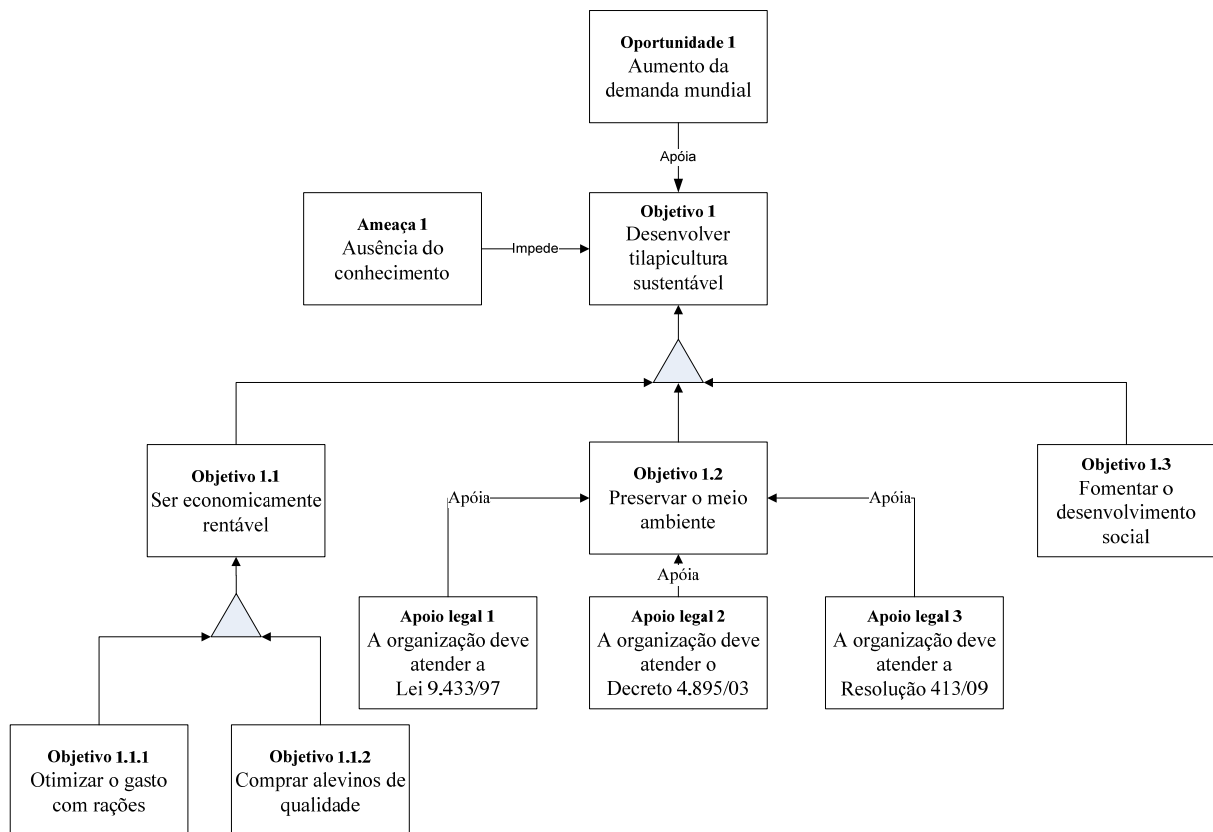 Oportunidade 1
Aumento da
demanda mundial
Apóia
Ameaça 1
Ausência do
conhecimento
Impede
Objetivo 1
Desenvolver
tilapicultura
sustentável
Objetivo 1.1
Ser economicamente
rentável
Objetivo 1.2
Preservar o meio
ambiente
Objetivo 1.3
Fomentar o
desenvolvimento
social
Apóia
Apóia
Apóia
Apoio legal 1
A organização deve
atender a
Lei 9.433/97
Apoio legal 2
A organização deve
atender o
Decreto 4.895/03
Apoio legal 3
A organização deve
atender a
Resolução 413/09
Objetivo 1.1.1
Otimizar o gasto
com rações
Objetivo 1.1.2
Comprar alevinos de
qualidade